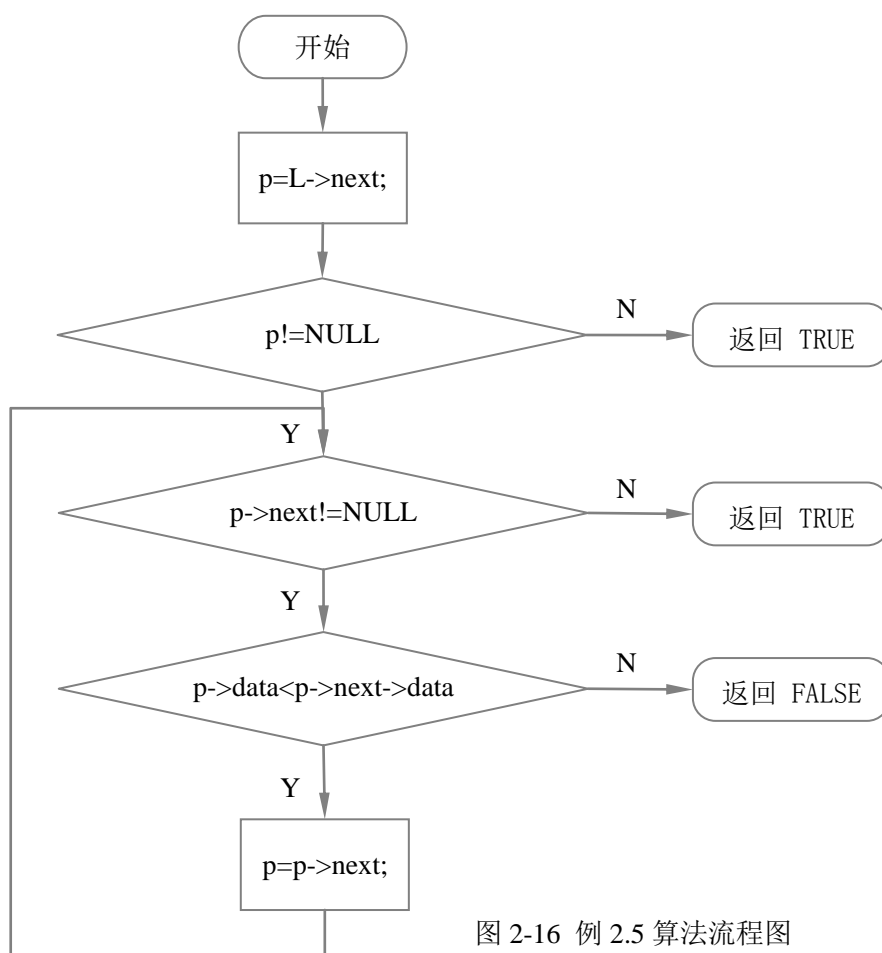 开始
p=L->next;
p!=NULL
N
返回 TRUE
Y
p->next!=NULL
N
返回 TRUE
Y
p->data<p->next->data
N
返回 FALSE
Y
p=p->next;
图 2-16 例 2.5 算法流程图